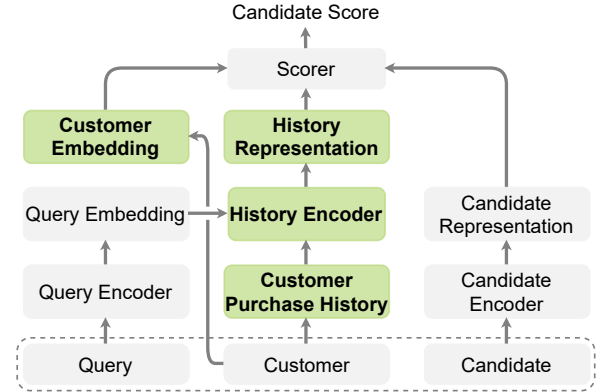 Candidate Score
Scorer
Customer
Embedding
History
Representation
Query Embedding
History Encoder
Candidate
Representation
Query Encoder
Customer
Purchase History
Candidate
Encoder
Query
Customer
Candidate